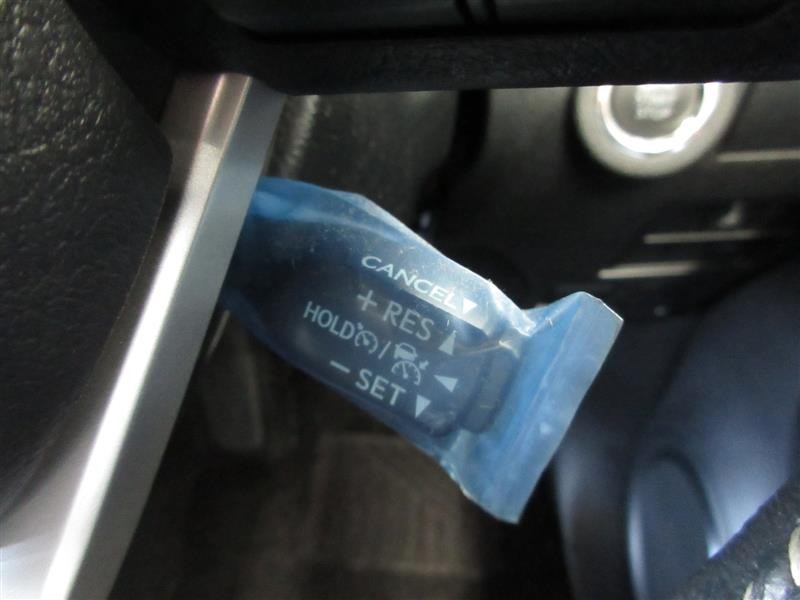 CANCEL▼
+ RES ▲
HOLD / ◀
− SET ▼